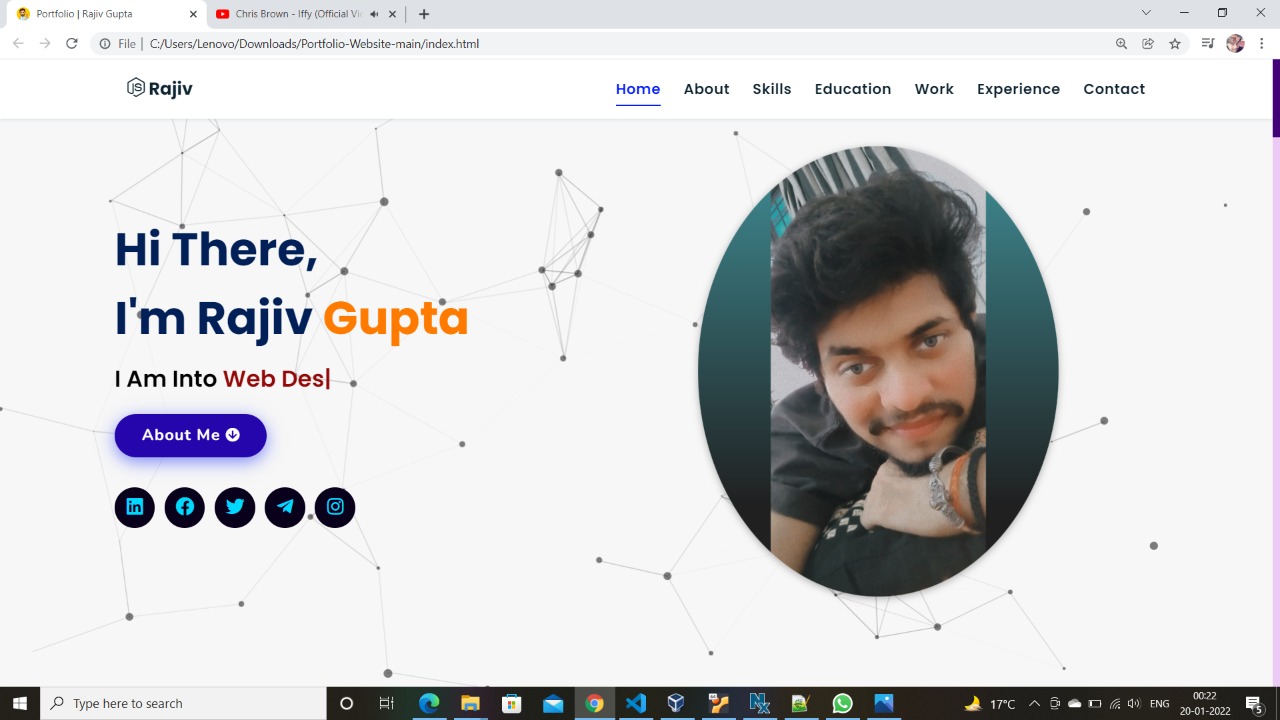 Portfolio | Rajiv Gupta
Chris Brown - Iffy (Official Vi
File | C:/Users/Lenovo/Downloads/Portfolio-Website-main/index.html
Rajiv
Home About Skills Education Work Experience Contact
Hi There,
I'm Rajiv Gupta
I Am Into Web Des|
About Me
Type here to search
17°C
ENG
00:22
20-01-2022
5